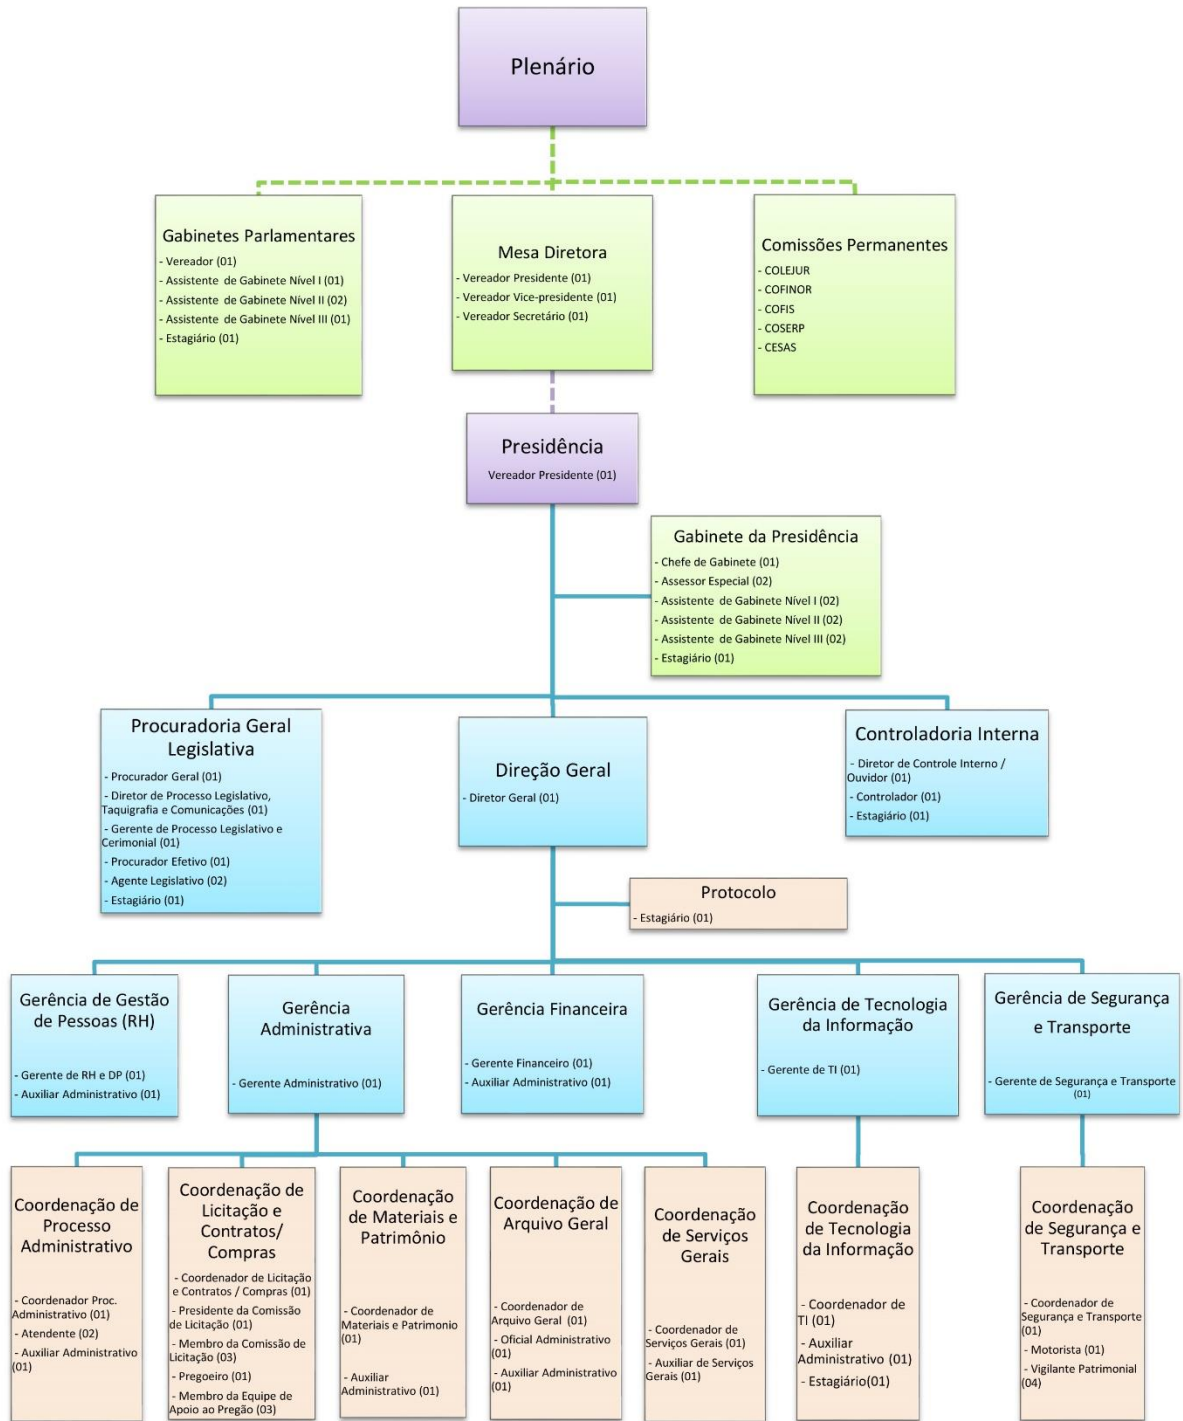 Plenário
Gabinetes Parlamentares
- Vereador (01)
- Assistente de Gabinete Nível I (01)
- Assistente de Gabinete Nível II (02)
- Assistente de Gabinete Nível III (01)
- Estagiário (01)
Mesa Diretora
- Vereador Presidente (01)
- Vereador Vice-presidente (01)
- Vereador Secretário (01)
Comissões Permanentes
- COLEJUR
- COFINOR
- COFIS
- COSERP
- CESAS
Presidência
Vereador Presidente (01)
Gabinete da Presidência
- Chefe de Gabinete (01)
- Assessor Especial (02)
- Assistente de Gabinete Nível I (02)
- Assistente de Gabinete Nível II (02)
- Assistente de Gabinete Nível III (02)
- Estagiário (01)
Procuradoria Geral
Legislativa
- Procurador Geral (01)
- Diretor de Processo Legislativo,
Taquigrafia e Comunicações (01)
- Gerente de Processo Legislativo e
Cerimonial (01)
- Procurador Efetivo (01)
- Agente Legislativo (02)
- Estagiário (01)
Direção Geral
- Diretor Geral (01)
Controladoria Interna
- Diretor de Controle Interno /
Ouvidor (01)
- Controlador (01)
- Estagiário (01)
Protocolo
- Estagiário (01)
Gerência de Gestão
de Pessoas (RH)
- Gerente de RH e DP (01)
- Auxiliar Administrativo (01)
Gerência
Administrativa
- Gerente Administrativo (01)
Gerência Financeira
- Gerente Financeiro (01)
- Auxiliar Administrativo (01)
Gerência de Tecnologia
da Informação
- Gerente de TI (01)
Gerência de Segurança
e Transporte
- Gerente de Segurança e Transporte
(01)
Coordenação de
Processo
Administrativo
- Coordenador Proc.
Administrativo (01)
- Atendente (02)
- Auxiliar Administrativo
(01)
Coordenação de
Licitação e
Contratos/
Compras
- Coordenador de Licitação
e Contratos / Compras (01)
- Presidente da Comissão
de Licitação (01)
- Membro da Comissão de
Licitação (03)
- Pregoeiro (01)
- Membro da Equipe de
Apoio ao Pregão (03)
Coordenação
de Materiais e
Patrimônio
- Coordenador de
Materiais e Patrimonio
(01)
- Auxiliar
Administrativo (01)
Coordenação de
Arquivo Geral
- Coordenador de
Arquivo Geral (01)
- Oficial Administrativo
(01)
- Auxiliar Administrativo
(01)
Coordenação
de Serviços
Gerais
- Coordenador de
Serviços Gerais (01)
- Auxiliar de Serviços
Gerais (01)
Coordenação
de Tecnologia
da Informação
- Coordenador de
TI (01)
- Auxiliar
Administrativo (01)
- Estagiário(01)
Coordenação
de Segurança e
Transporte
- Coordenador de
Segurança e Transporte
(01)
- Motorista (01)
- Vigilante Patrimonial
(04)